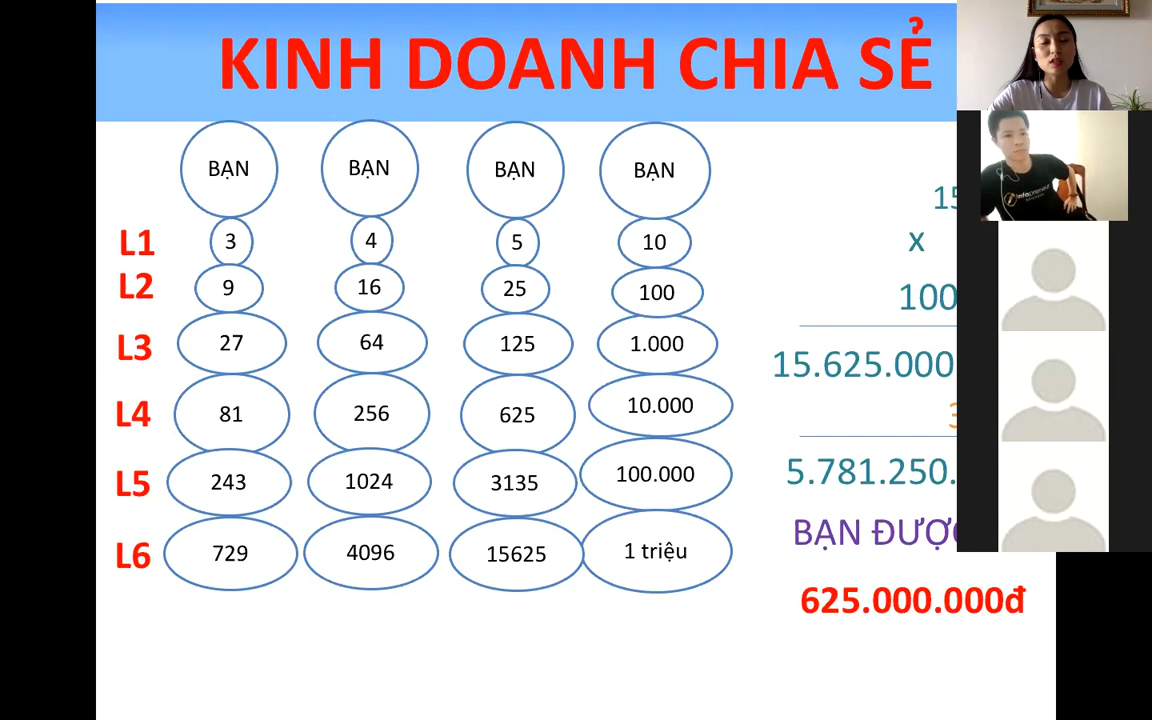 KINH DOANH CHIA SẺ
BẠN BẠN BẠN BẠN
L1 3 4 5 10
L2 9 16 25 100
L3 27 64 125 1.000
L4 81 256 625 10.000
L5 243 1024 3135 100.000
L6 729 4096 15625 1 triệu
x
100
15.625.000
5.781.250.
BẠN ĐƯỢC
625.000.000đ